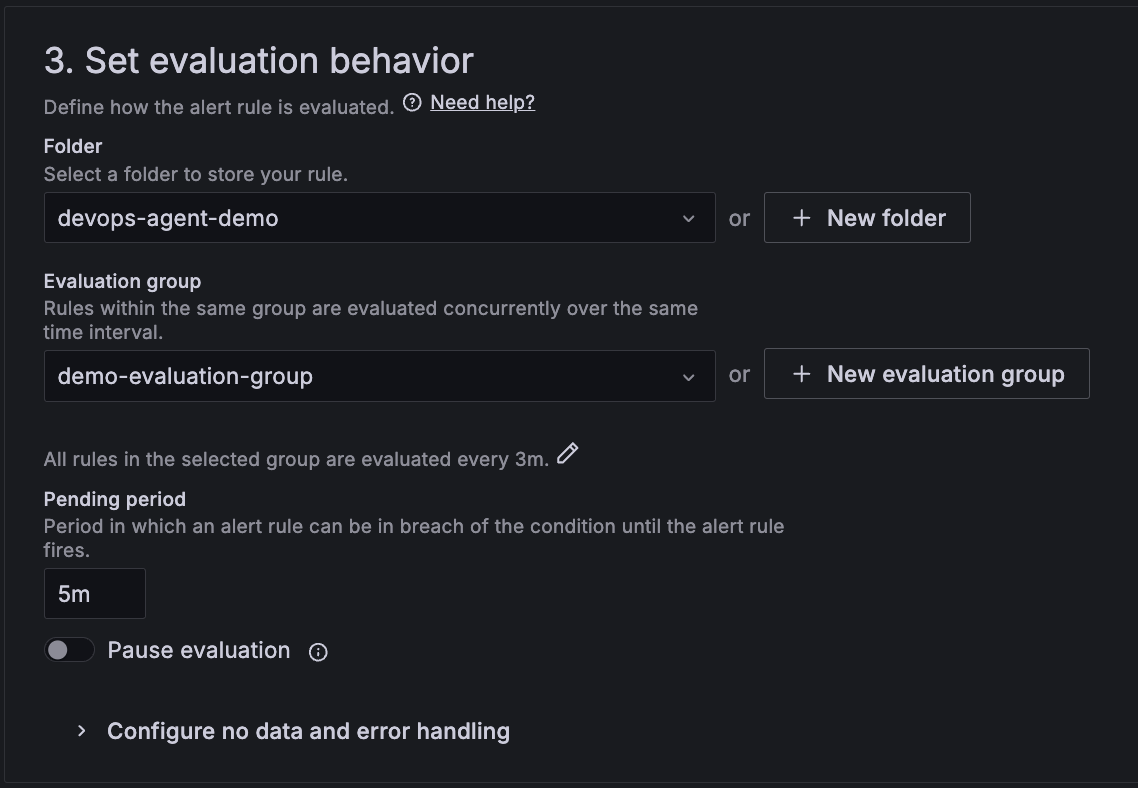 3. Set evaluation behavior
Define how the alert rule is evaluated. Need help?
Folder
Select a folder to store your rule.
devops-agent-demo or + New folder
Evaluation group
Rules within the same group are evaluated concurrently over the same
time interval.
demo-evaluation-group or + New evaluation group
All rules in the selected group are evaluated every 3m.
Pending period
Period in which an alert rule can be in breach of the condition until the alert rule
fires.
5m
Pause evaluation
Configure no data and error handling